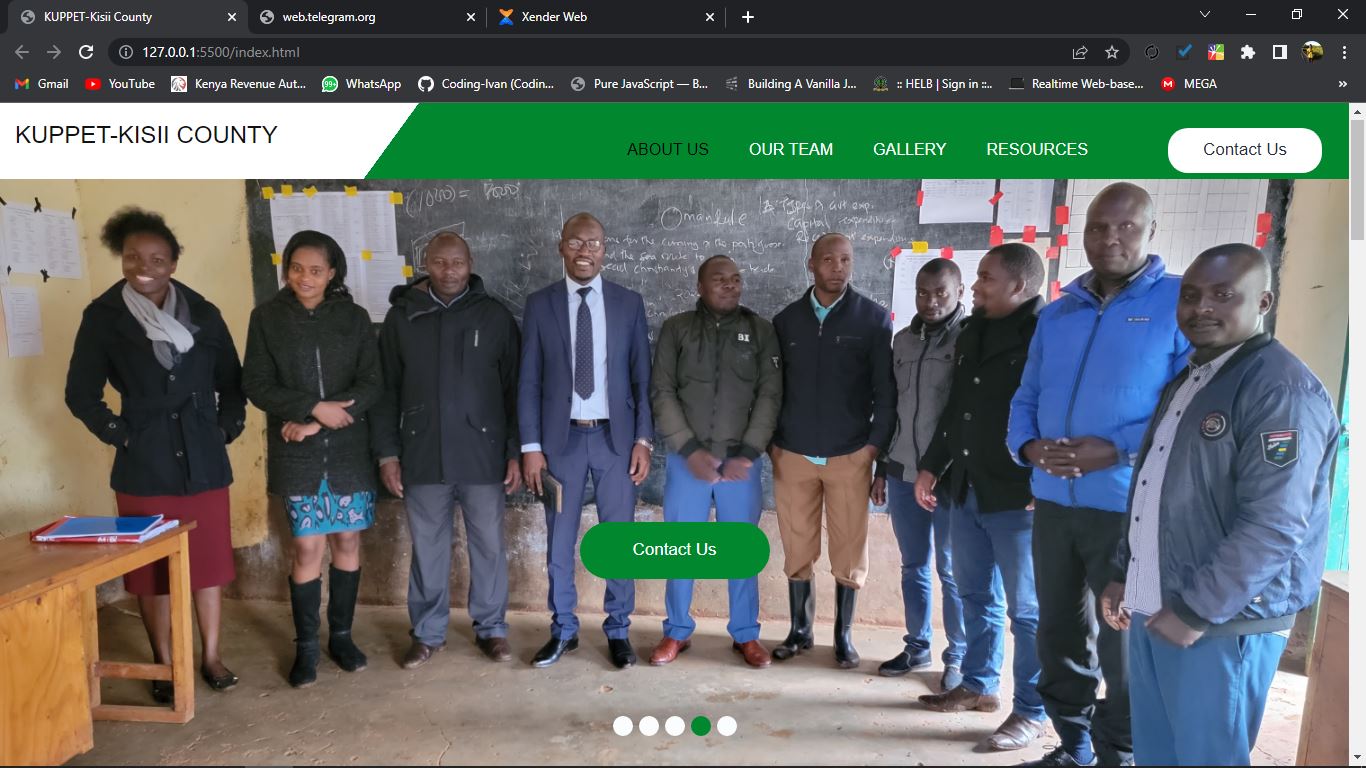 KUPPET-Kisii County
web.telegram.org
Xender Web
127.0.0.1:5500/index.html
Gmail
YouTube
Kenya Revenue Aut...
99+
WhatsApp
Coding-Ivan (Codin...
Pure JavaScript — B...
Building A Vanilla J...
:: HELB | Sign in ::..
Realtime Web-base...
MEGA
»
KUPPET-KISII COUNTY
ABOUT US
OUR TEAM
GALLERY
RESOURCES
Contact Us
Contact Us